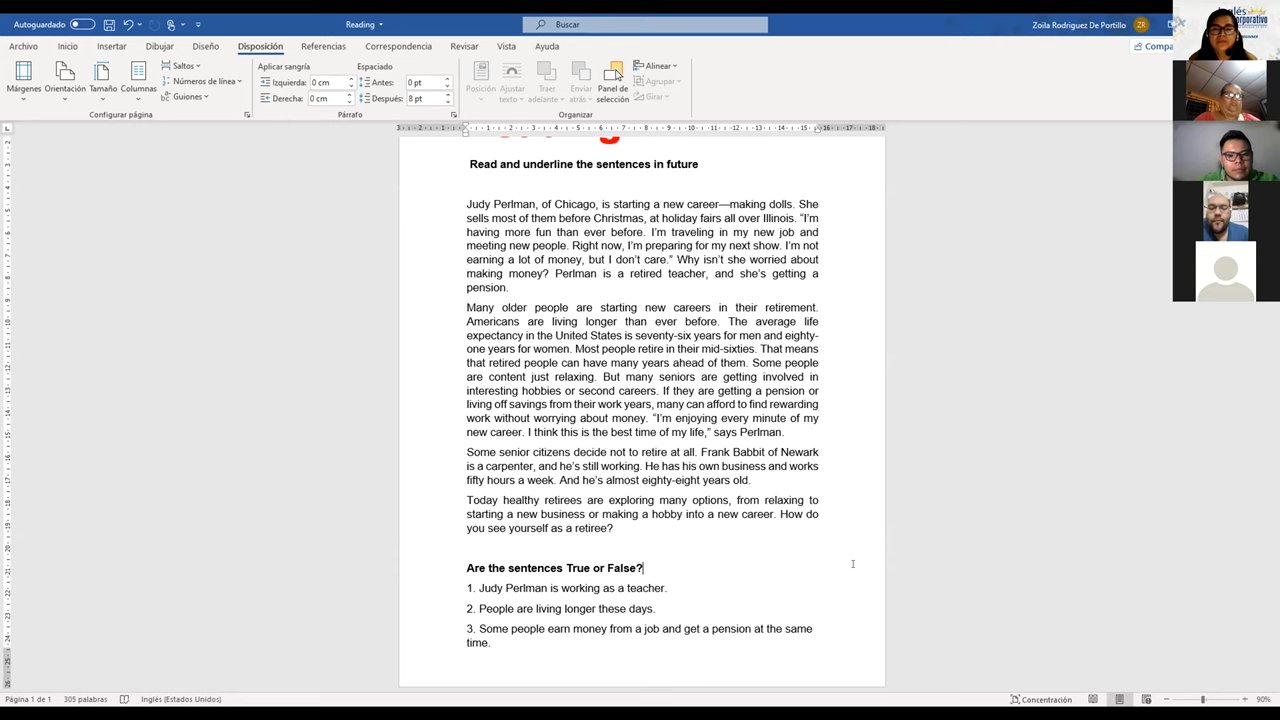 Autoguardado
Reading
Buscar
Zoila Rodriguez De Portillo
ZR
Inglés
Archivo
Inicio
Insertar
Dibujar
Diseño
Disposición
Referencias
Correspondencia
Revisar
Vista
Ayuda
Márgenes
Orientación
Tamaño
Columnas
Saltos
Números de línea
Guiones
Configurar página
Aplicar sangría
Espaciado
Izquierda: 0 cm
Antes: 0 pt
Derecha: 0 cm
Después: 8 pt
Párrafo
Posición
Ajustar texto
Traer adelante
Enviar atrás
Panel de selección
Alinear
Agrupar
Girar
Organizar
Read and underline the sentences in future
Judy Perlman, of Chicago, is starting a new career—making dolls. She
sells most of them before Christmas, at holiday fairs all over Illinois. “I’m
having more fun than ever before. I’m traveling in my new job and
meeting new people. Right now, I’m preparing for my next show. I’m not
earning a lot of money, but I don’t care.” Why isn’t she worried about
making money? Perlman is a retired teacher, and she’s getting a
pension.
Many older people are starting new careers in their retirement.
Americans are living longer than ever before. The average life
expectancy in the United States is seventy-six years for men and eighty-
one years for women. Most people retire in their mid-sixties. That means
that retired people can have many years ahead of them. Some people
are content just relaxing. But many seniors are getting involved in
interesting hobbies or second careers. If they are getting a pension or
living off savings from their work years, many can afford to find rewarding
work without worrying about money. “I’m enjoying every minute of my
new career. I think this is the best time of my life,” says Perlman.
Some senior citizens decide not to retire at all. Frank Babbit of Newark
is a carpenter, and he’s still working. He has his own business and works
fifty hours a week. And he’s almost eighty-eight years old.
Today healthy retirees are exploring many options, from relaxing to
starting a new business or making a hobby into a new career. How do
you see yourself as a retiree?
Are the sentences True or False?
1. Judy Perlman is working as a teacher.
2. People are living longer these days.
3. Some people earn money from a job and get a pension at the same
time.
Página 1 de 1
305 palabras
Inglés (Estados Unidos)
Concentración
90%